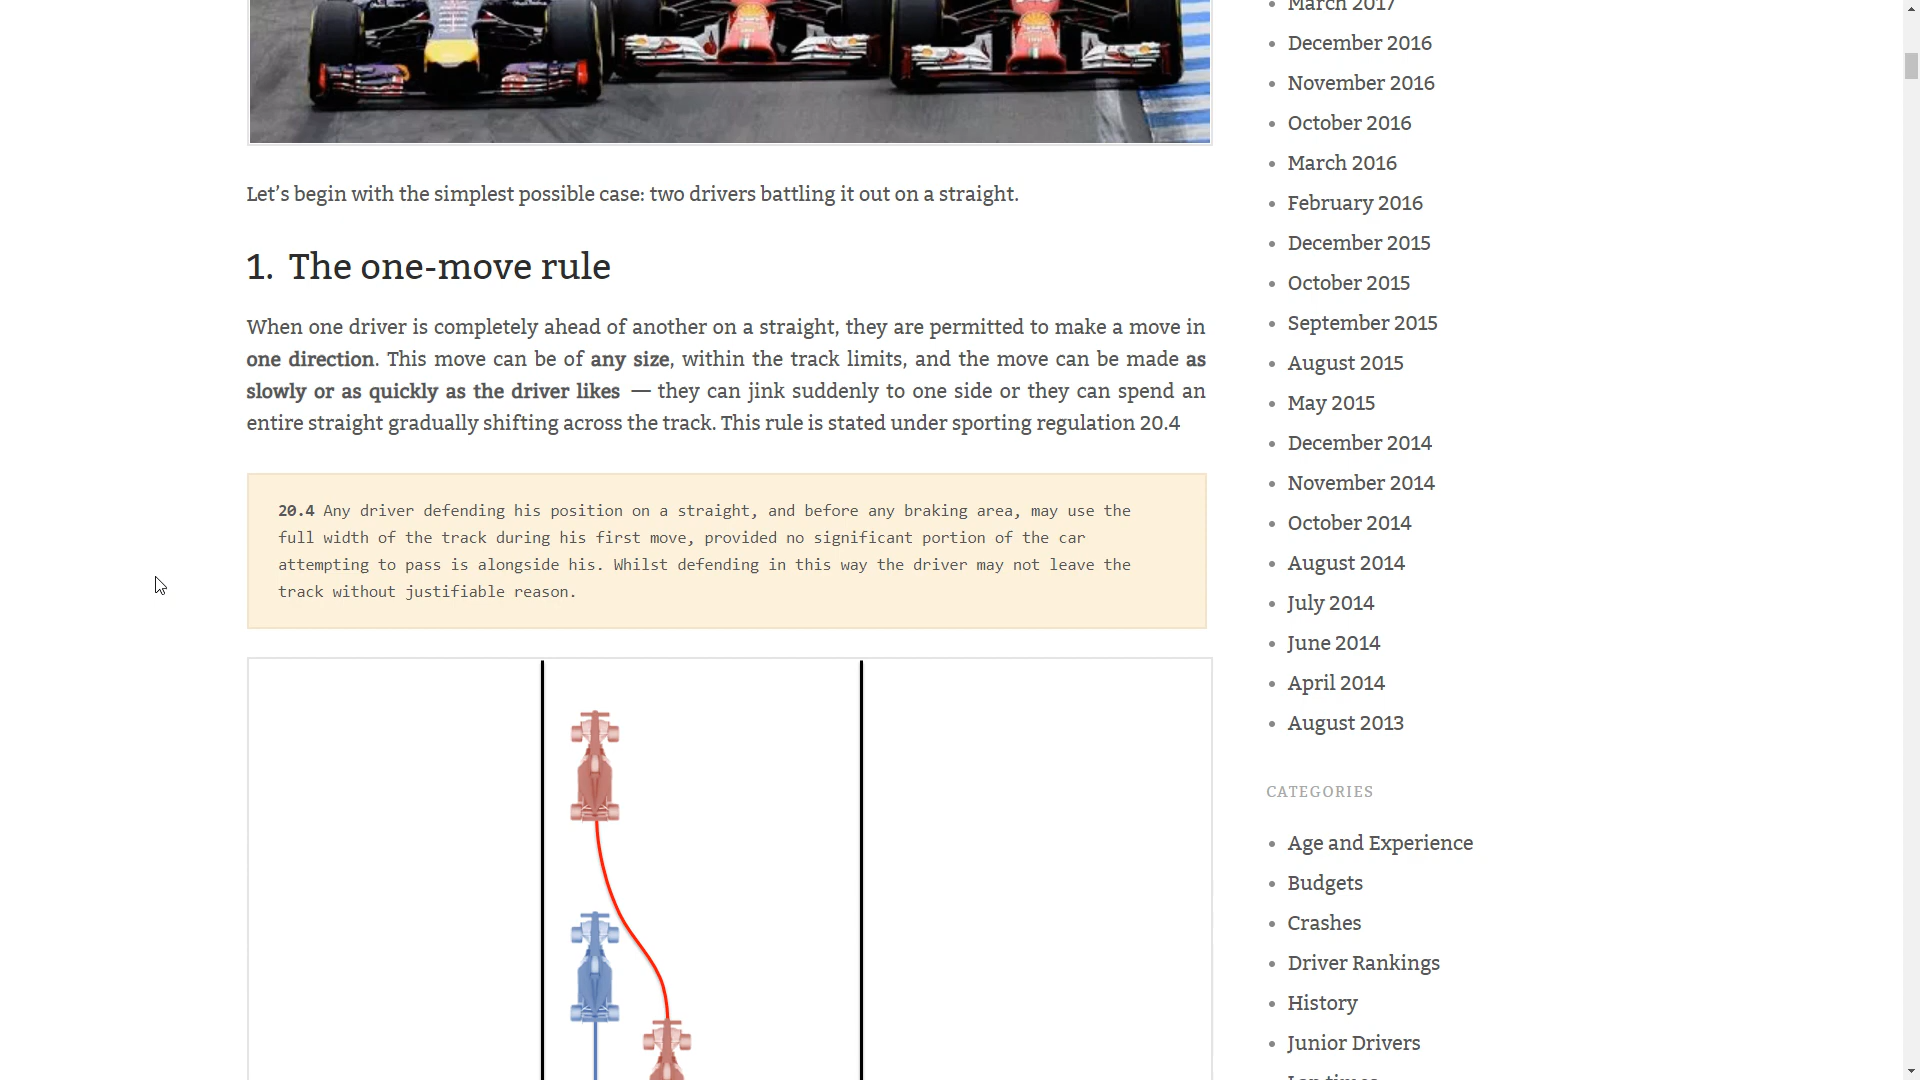 Let’s begin with the simplest possible case: two drivers battling it out on a straight.
1. The one-move rule
When one driver is completely ahead of another on a straight, they are permitted to make a move in
one direction. This move can be of any size, within the track limits, and the move can be made as
slowly or as quickly as the driver likes — they can jink suddenly to one side or they can spend an
entire straight gradually shifting across the track. This rule is stated under sporting regulation 20.4
20.4 Any driver defending his position on a straight, and before any braking area, may use the
full width of the track during his first move, provided no significant portion of the car
attempting to pass is alongside his. Whilst defending in this way the driver may not leave the
track without justifiable reason.
March 2017
December 2016
November 2016
October 2016
March 2016
February 2016
December 2015
October 2015
September 2015
August 2015
May 2015
December 2014
November 2014
October 2014
August 2014
July 2014
June 2014
April 2014
August 2013
CATEGORIES
Age and Experience
Budgets
Crashes
Driver Rankings
History
Junior Drivers
Lap times